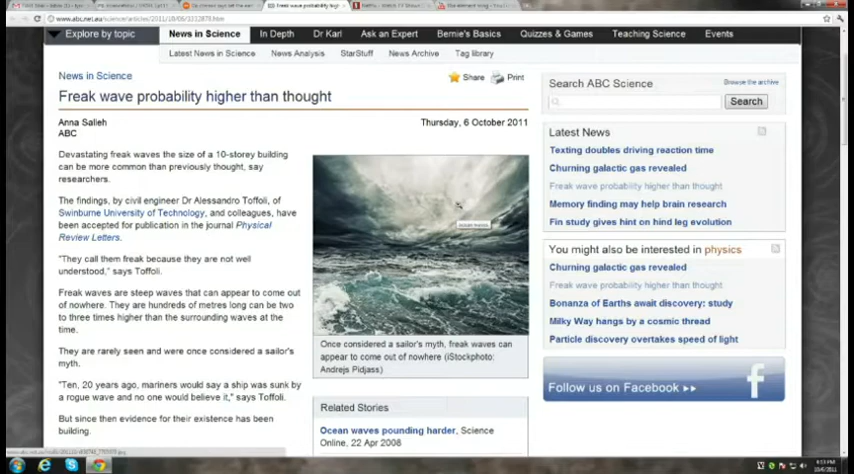 www.abc.net.au/science/articles/2011/10/06/3332879.htm
Explore by topic
News in Science
In Depth
Dr Karl
Ask an Expert
Bernie's Basics
Quizzes & Games
Teaching Science
Events
Latest News in Science
News Analysis
StarStuff
News Archive
Tag library
News in Science
Share
Print
Freak wave probability higher than thought
Anna Salleh
ABC
Thursday, 6 October 2011
Devastating freak waves the size of a 10-storey building
can be more common than previously thought, say
researchers.
The findings, by civil engineer Dr Alessandro Toffoli, of
Swinburne University of Technology, and colleagues, have
been accepted for publication in the journal Physical
Review Letters.
"They call them freak because they are not well
understood," says Toffoli.
Freak waves are steep waves that can appear to come out
of nowhere. They are hundreds of metres long can be two
to three times higher than the surrounding waves at the
time.
They are rarely seen and were once considered a sailor's
myth.
"Ten, 20 years ago, mariners would say a ship was sunk by
a rogue wave and no one would believe it," says Toffoli.
But since then evidence for their existence has been
building.
Once considered a sailor's myth, freak waves can
appear to come out of nowhere (iStockphoto:
Andrejs Pidjass)
Related Stories
Ocean waves pounding harder, Science
Online, 22 Apr 2008
Search ABC Science
Browse the archive
Search
Latest News
Texting doubles driving reaction time
Churning galactic gas revealed
Freak wave probability higher than thought
Memory finding may help brain research
Fin study gives hint on hind leg evolution
You might also be interested in physics
Churning galactic gas revealed
Freak wave probability higher than thought
Bonanza of Earths await discovery: study
Milky Way hangs by a cosmic thread
Particle discovery overtakes speed of light
Follow us on Facebook ▸▸
f
4:53 PM